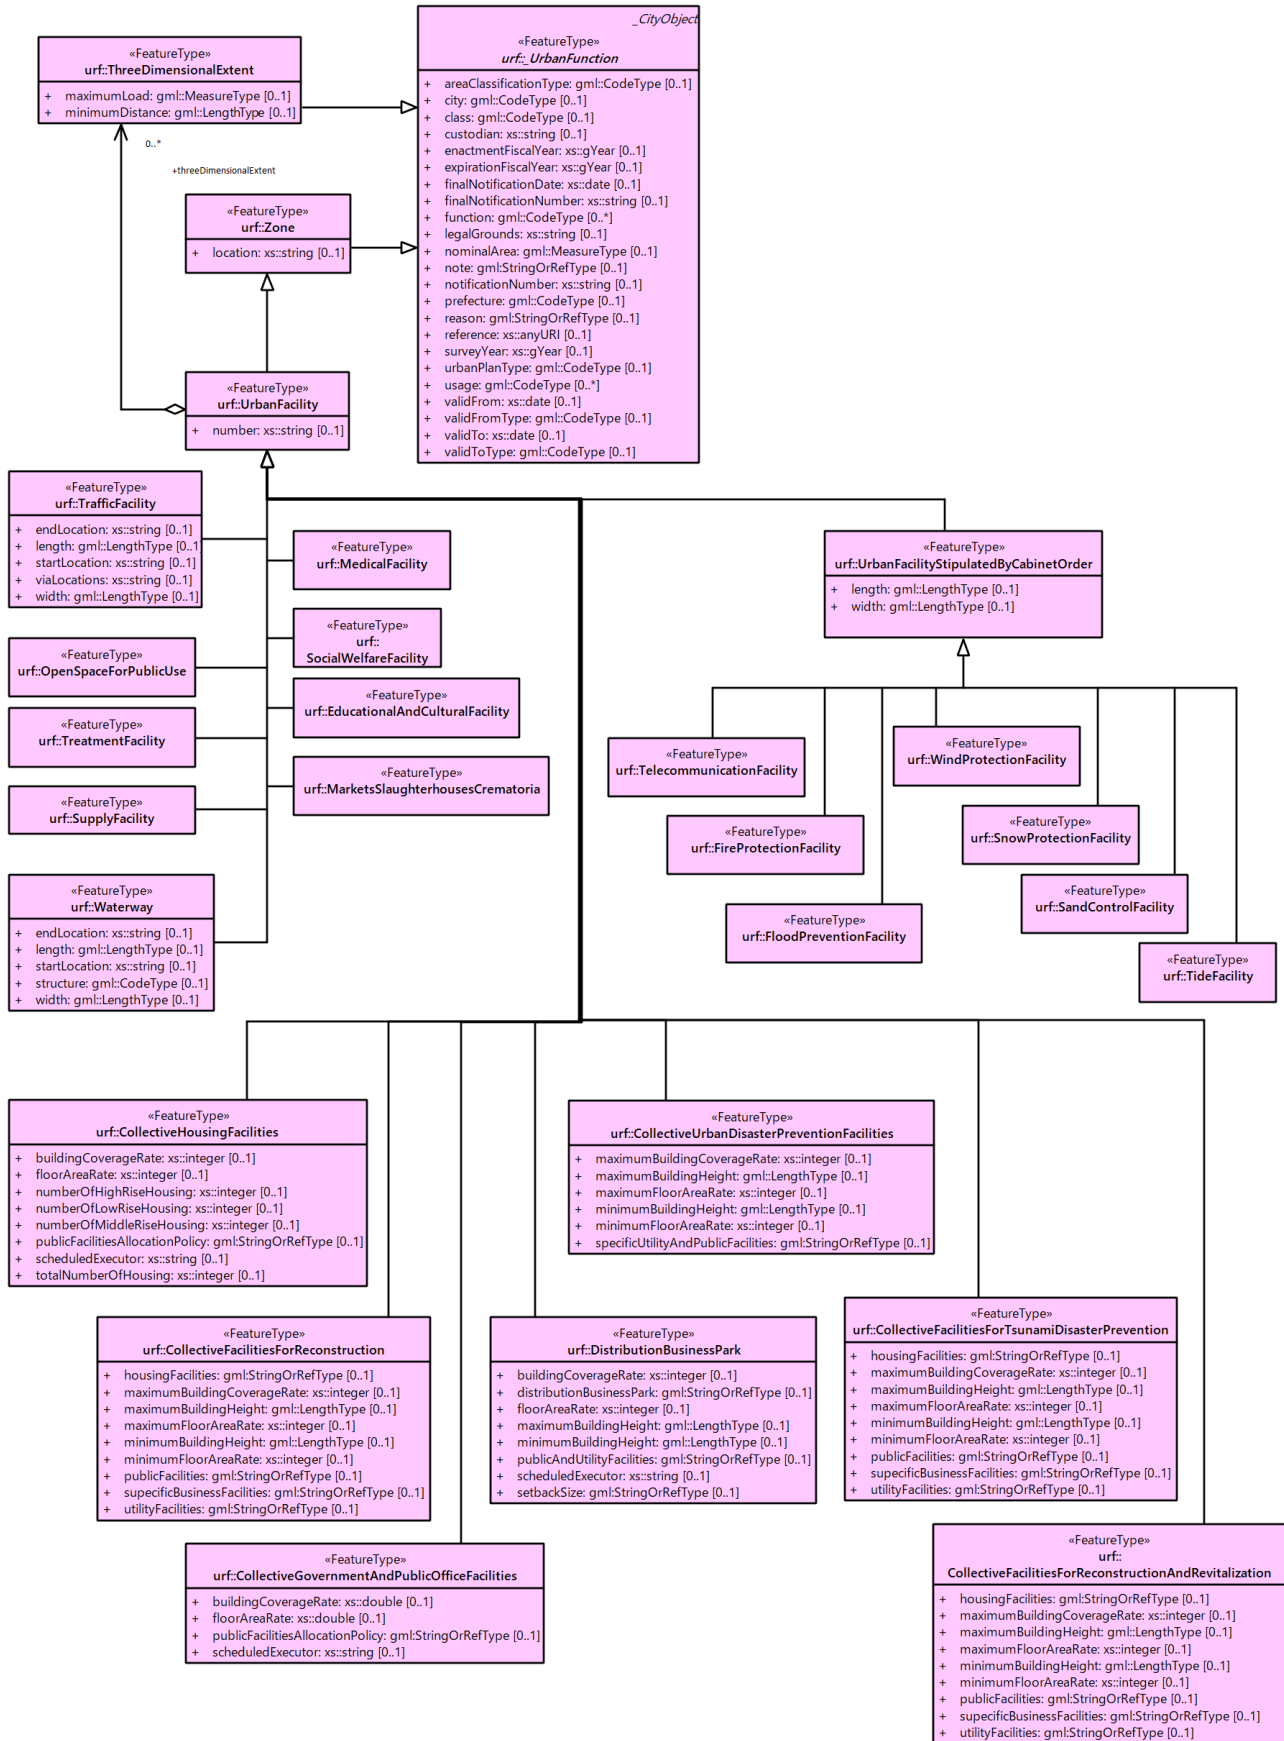 _CityObject
«FeatureType»
urf::_UrbanFunction
+ areaClassificationType: gml::CodeType [0..1]
+ city: gml::CodeType [0..1]
+ class: gml::CodeType [0..1]
+ custodian: xs::string [0..1]
+ enactmentFiscalYear: xs::gYear [0..1]
+ expirationFiscalYear: xs::gYear [0..1]
+ finalNotificationDate: xs::date [0..1]
+ finalNotificationNumber: xs::string [0..1]
+ function: gml::CodeType [0..*]
+ legalGrounds: xs::string [0..1]
+ nominalArea: gml::MeasureType [0..1]
+ note: gml:StringOrRefType [0..1]
+ notificationNumber: xs::string [0..1]
+ prefecture: gml::CodeType [0..1]
+ reason: gml:StringOrRefType [0..1]
+ reference: xs::anyURI [0..1]
+ surveyYear: xs::gYear [0..1]
+ urbanPlanType: gml::CodeType [0..1]
+ usage: gml::CodeType [0..*]
+ validFrom: xs::date [0..1]
+ validFromType: gml::CodeType [0..1]
+ validTo: xs::date [0..1]
+ validToType: gml::CodeType [0..1]
«FeatureType»
urf::ThreeDimensionalExtent
+ maximumLoad: gml::MeasureType [0..1]
+ minimumDistance: gml::LengthType [0..1]
0..*
+threeDimensionalExtent
«FeatureType»
urf::Zone
+ location: xs::string [0..1]
«FeatureType»
urf::UrbanFacility
+ number: xs::string [0..1]
«FeatureType»
urf::TrafficFacility
+ endLocation: xs::string [0..1]
+ length: gml::LengthType [0..1
+ startLocation: xs::string [0..1]
+ viaLocations: xs::string [0..1]
+ width: gml::LengthType [0..1]
«FeatureType»
urf::MedicalFacility
«FeatureType»
urf::
SocialWelfareFacility
«FeatureType»
urf::OpenSpaceForPublicUse
«FeatureType»
urf::EducationalAndCulturalFacility
«FeatureType»
urf::TreatmentFacility
«FeatureType»
urf::MarketsSlaughterhousesCrematoria
«FeatureType»
urf::SupplyFacility
«FeatureType»
urf::Waterway
+ endLocation: xs::string [0..1]
+ length: gml::LengthType [0..1]
+ startLocation: xs::string [0..1]
+ structure: gml::CodeType [0..1]
+ width: gml::LengthType [0..1]
«FeatureType»
urf::UrbanFacilityStipulatedByCabinetOrder
+ length: gml::LengthType [0..1]
+ width: gml::LengthType [0..1]
«FeatureType»
urf::TelecommunicationFacility
«FeatureType»
urf::WindProtectionFacility
«FeatureType»
urf::FireProtectionFacility
«FeatureType»
urf::SnowProtectionFacility
«FeatureType»
urf::SandControlFacility
«FeatureType»
urf::FloodPreventionFacility
«FeatureType»
urf::TideFacility
«FeatureType»
urf::CollectiveHousingFacilities
+ buildingCoverageRate: xs::integer [0..1]
+ floorAreaRate: xs::integer [0..1]
+ numberOfHighRiseHousing: xs::integer [0..1]
+ numberOfLowRiseHousing: xs::integer [0..1]
+ numberOfMiddleRiseHousing: xs::integer [0..1]
+ publicFacilitiesAllocationPolicy: gml:StringOrRefType [0..1]
+ scheduledExecutor: xs::string [0..1]
+ totalNumberOfHousing: xs::integer [0..1]
«FeatureType»
urf::CollectiveUrbanDisasterPreventionFacilities
+ maximumBuildingCoverageRate: xs::integer [0..1]
+ maximumBuildingHeight: gml::LengthType [0..1]
+ maximumFloorAreaRate: xs::integer [0..1]
+ minimumBuildingHeight: gml::LengthType [0..1]
+ minimumFloorAreaRate: xs::integer [0..1]
+ specificUtilityAndPublicFacilities: gml:StringOrRefType [0..1]
«FeatureType»
urf::CollectiveFacilitiesForReconstruction
+ housingFacilities: gml:StringOrRefType [0..1]
+ maximumBuildingCoverageRate: xs::integer [0..1]
+ maximumBuildingHeight: gml::LengthType [0..1]
+ maximumFloorAreaRate: xs::integer [0..1]
+ minimumBuildingHeight: gml::LengthType [0..1]
+ minimumFloorAreaRate: xs::integer [0..1]
+ publicFacilities: gml:StringOrRefType [0..1]
+ supecificBusinessFacilities: gml:StringOrRefType [0..1]
+ utilityFacilities: gml:StringOrRefType [0..1]
«FeatureType»
urf::DistributionBusinessPark
+ buildingCoverageRate: xs::integer [0..1]
+ distributionBusinessPark: gml:StringOrRefType [0..1]
+ floorAreaRate: xs::integer [0..1]
+ maximumBuildingHeight: gml::LengthType [0..1]
+ minimumBuildingHeight: gml::LengthType [0..1]
+ publicAndUtilityFacilities: gml:StringOrRefType [0..1]
+ scheduledExecutor: xs::string [0..1]
+ setbackSize: gml:StringOrRefType [0..1]
«FeatureType»
urf::CollectiveFacilitiesForTsunamiDisasterPrevention
+ housingFacilities: gml:StringOrRefType [0..1]
+ maximumBuildingCoverageRate: xs::integer [0..1]
+ maximumBuildingHeight: gml::LengthType [0..1]
+ maximumFloorAreaRate: xs::integer [0..1]
+ minimumBuildingHeight: gml::LengthType [0..1]
+ minimumFloorAreaRate: xs::integer [0..1]
+ publicFacilities: gml:StringOrRefType [0..1]
+ supecificBusinessFacilities: gml:StringOrRefType [0..1]
+ utilityFacilities: gml:StringOrRefType [0..1]
«FeatureType»
urf::CollectiveGovernmentAndPublicOfficeFacilities
+ buildingCoverageRate: xs::double [0..1]
+ floorAreaRate: xs::double [0..1]
+ publicFacilitiesAllocationPolicy: gml:StringOrRefType [0..1]
+ scheduledExecutor: xs::string [0..1]
«FeatureType»
urf::
CollectiveFacilitiesForReconstructionAndRevitalization
+ housingFacilities: gml:StringOrRefType [0..1]
+ maximumBuildingCoverageRate: xs::integer [0..1]
+ maximumBuildingHeight: gml::LengthType [0..1]
+ maximumFloorAreaRate: xs::integer [0..1]
+ minimumBuildingHeight: gml::LengthType [0..1]
+ minimumFloorAreaRate: xs::integer [0..1]
+ publicFacilities: gml:StringOrRefType [0..1]
+ supecificBusinessFacilities: gml:StringOrRefType [0..1]
+ utilityFacilities: gml:StringOrRefType [0..1]